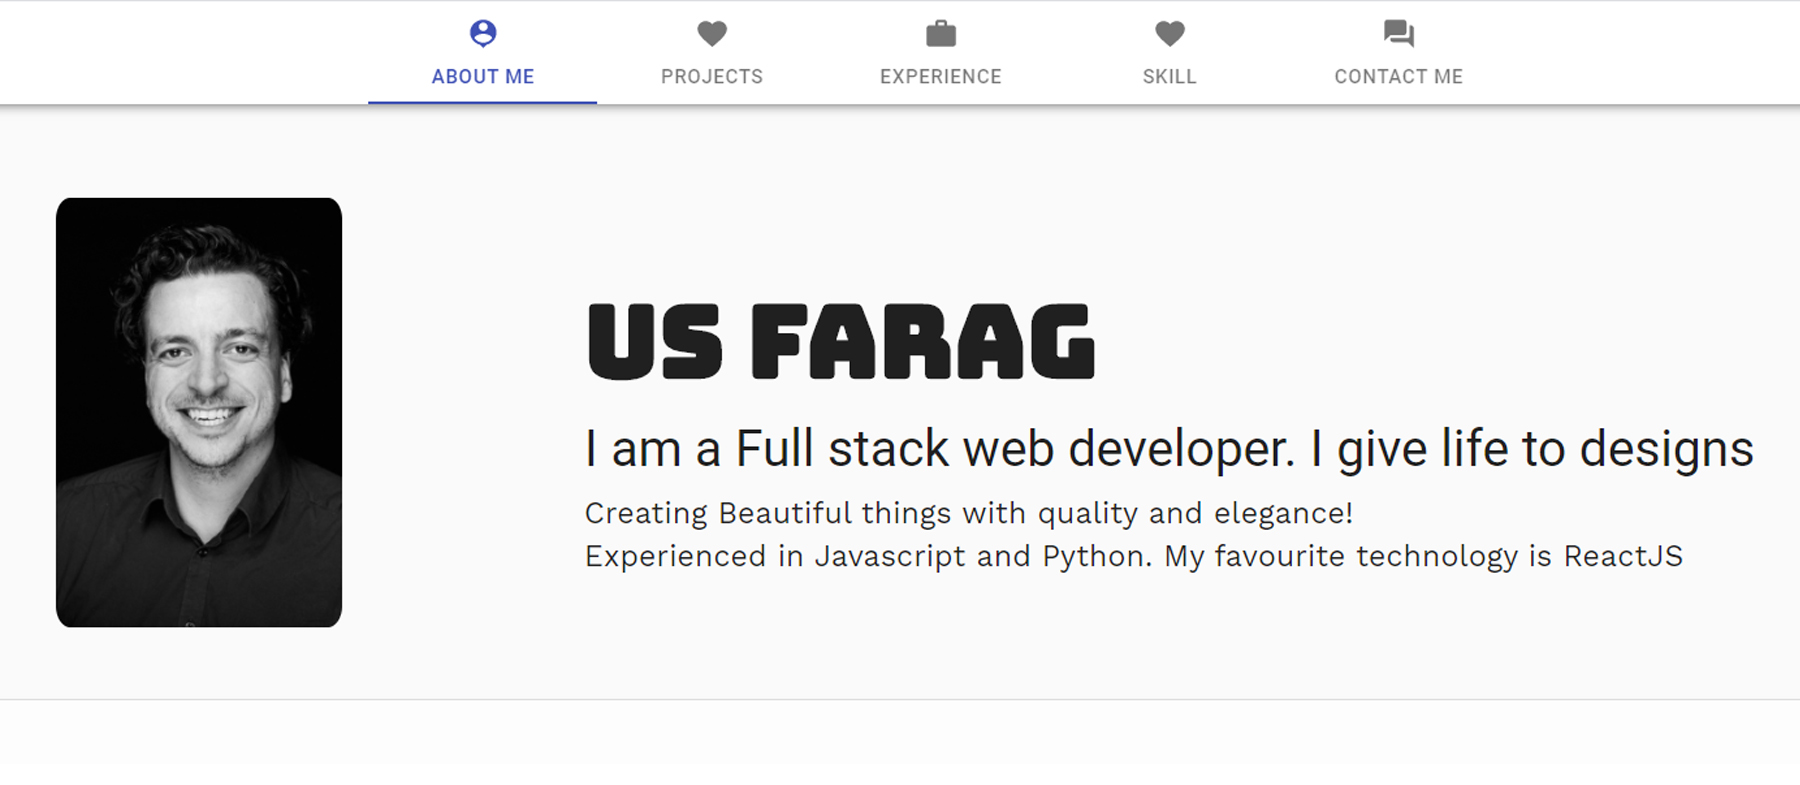 ABOUT ME
PROJECTS
EXPERIENCE
SKILL
CONTACT ME
US FARAG
I am a Full stack web developer. I give life to designs
Creating Beautiful things with quality and elegance!
Experienced in Javascript and Python. My favourite technology is ReactJS